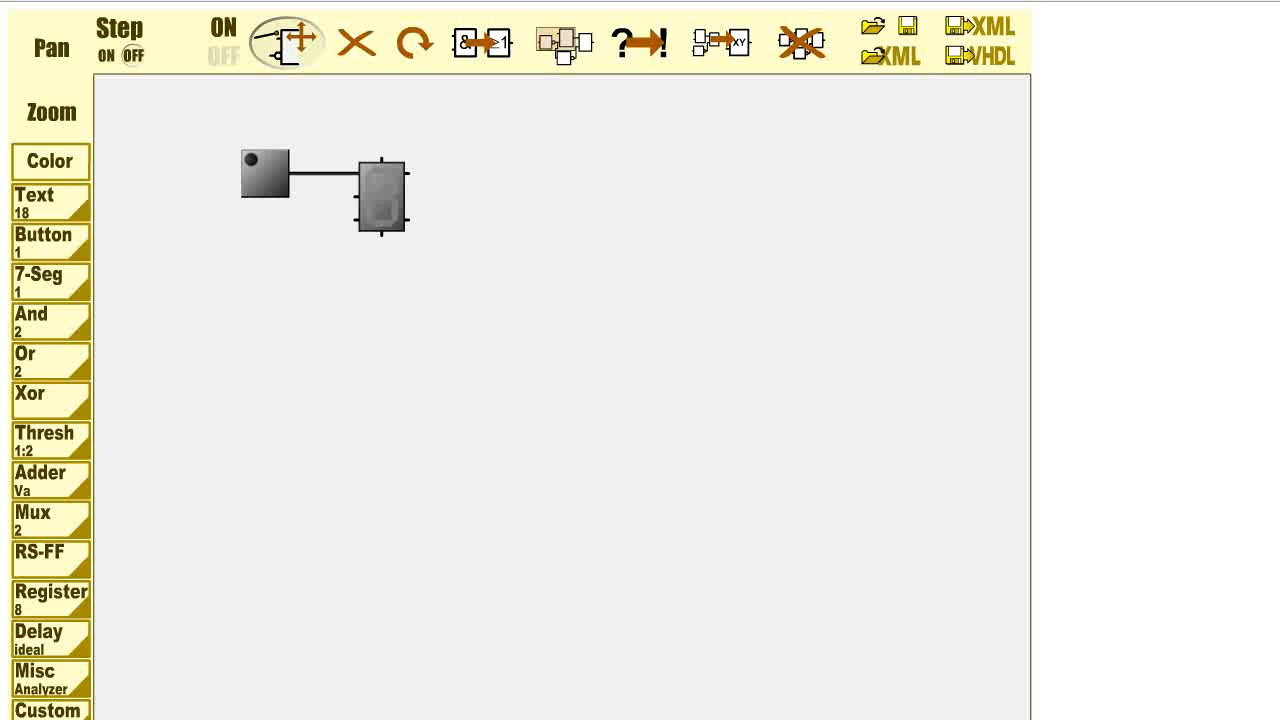 Pan
Step
ON OFF
ON
OFF
&
≥1
?
!
XY
XML
XML
VHDL
Zoom
Color
Text
18
Button
1
7-Seg
1
And
2
Or
2
Xor
Thresh
1:2
Adder
Va
Mux
2
RS-FF
Register
8
Delay
ideal
Misc
Analyzer
Custom